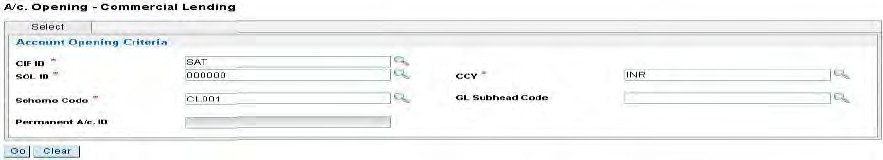 A/c. Opening - Commercial Lending
Select
Account Opening Criteria
CIF ID * SAT
SOL ID * 000000 CCY * INR
Scheme Code * CL001 GL Subhead Code
Permanent A/c. ID
Go Clear